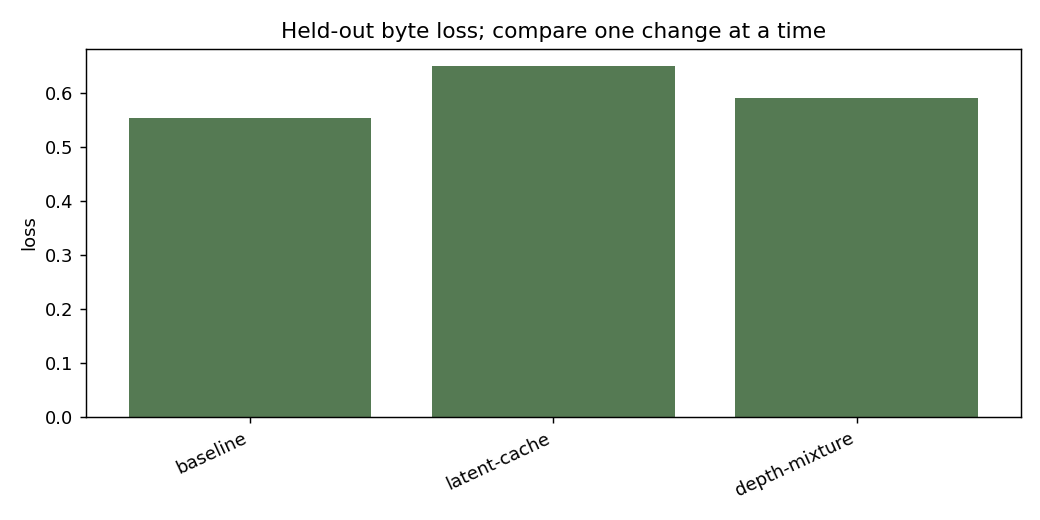 Held-out byte loss; compare one change at a time
loss
0.6
0.5
0.4
0.3
0.2
0.1
0.0
baseline
latent-cache
depth-mixture